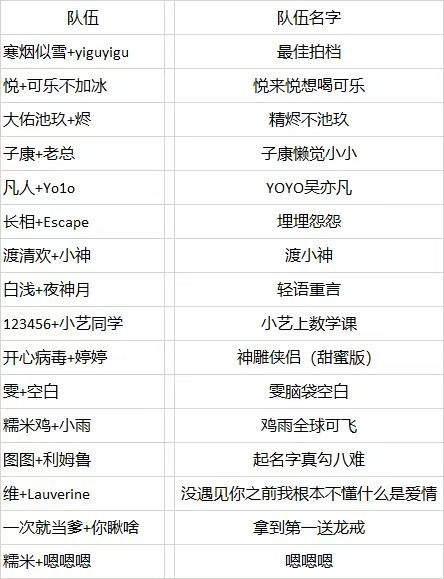 队伍 队伍名字
寒烟似雪+yiguyigu 最佳拍档
悦+可乐不加冰 悦来悦想喝可乐
大佑池玖+烬 精烬不池玖
子康+老总 子康懒觉小小
凡人+Yo1o YOYO吴亦凡
长相+Escape 埋埋怨怨
渡清欢+小神 渡小神
白浅+夜神月 轻语重言
123456+小艺同学 小艺上数学课
开心病毒+婷婷 神雕侠侣（甜蜜版）
雯+空白 雯脑袋空白
糯米鸡+小雨 鸡雨全球可飞
图图+利姆鲁 起名字真勾八难
维+Lauverine 没遇见你之前我根本不懂什么是爱情
一次就当爹+你瞅啥 拿到第一送龙戒
糯米+嗯嗯嗯 嗯嗯嗯